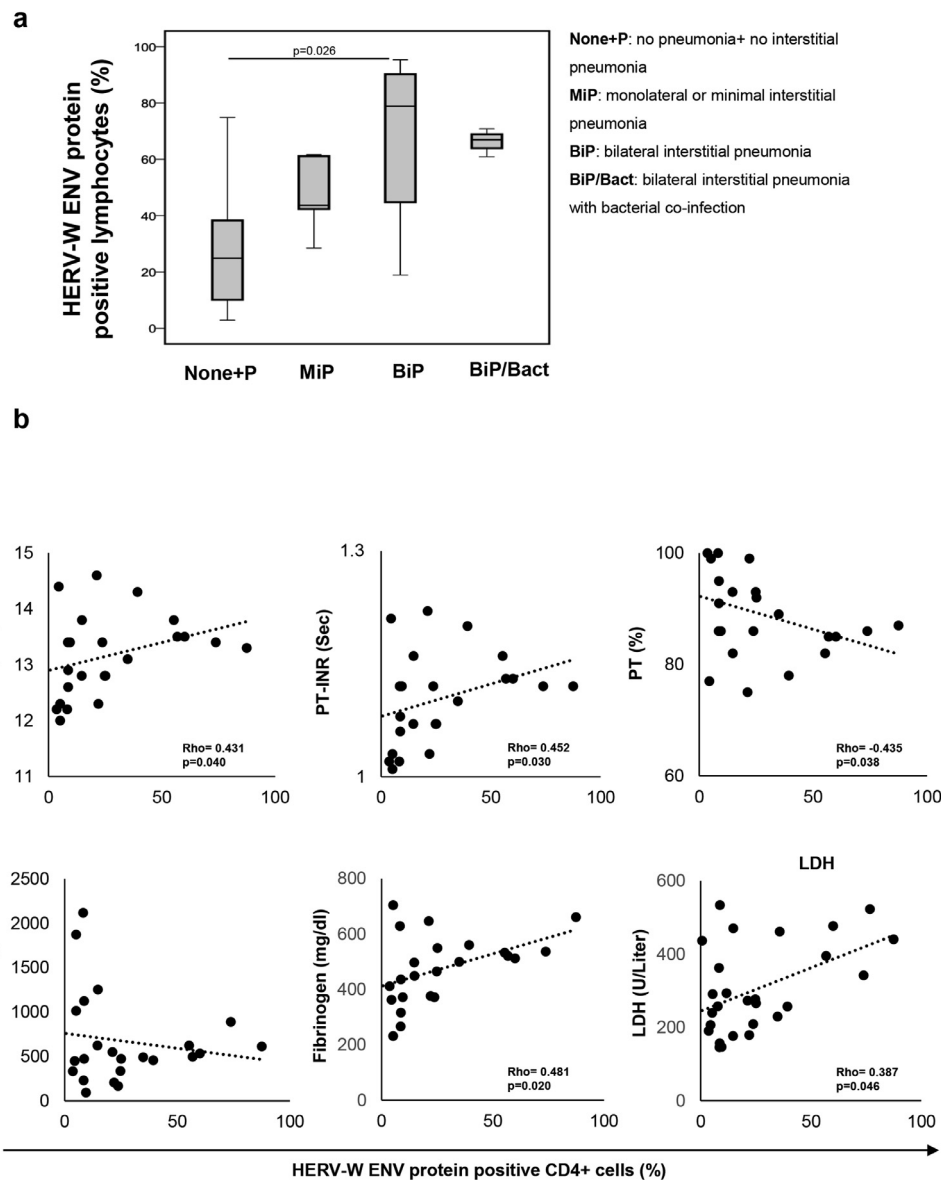 a
HERV-W ENV protein
positive lymphocytes (%)
100
80
60
40
20
0
p=0.026
None+P
MiP
BiP
BiP/Bact
None+P: no pneumonia+ no interstitial
pneumonia
MiP: monolateral or minimal interstitial
pneumonia
BiP: bilateral interstitial pneumonia
BiP/Bact: bilateral interstitial pneumonia
with bacterial co-infection
b
15
14
13
12
11
0
50
100
Rho= 0.431
p=0.040
PT-INR (Sec)
1.3
1
0
50
100
Rho= 0.452
p=0.030
PT (%)
100
80
60
0
50
100
Rho= -0.435
p=0.038
2500
2000
1500
1000
500
0
0
50
100
Fibrinogen (mg/dl)
800
600
400
200
0
0
50
100
Rho= 0.481
p=0.020
LDH
LDH (U/Liter)
600
400
200
0
0
50
100
Rho= 0.387
p=0.046
HERV-W ENV protein positive CD4+ cells (%)